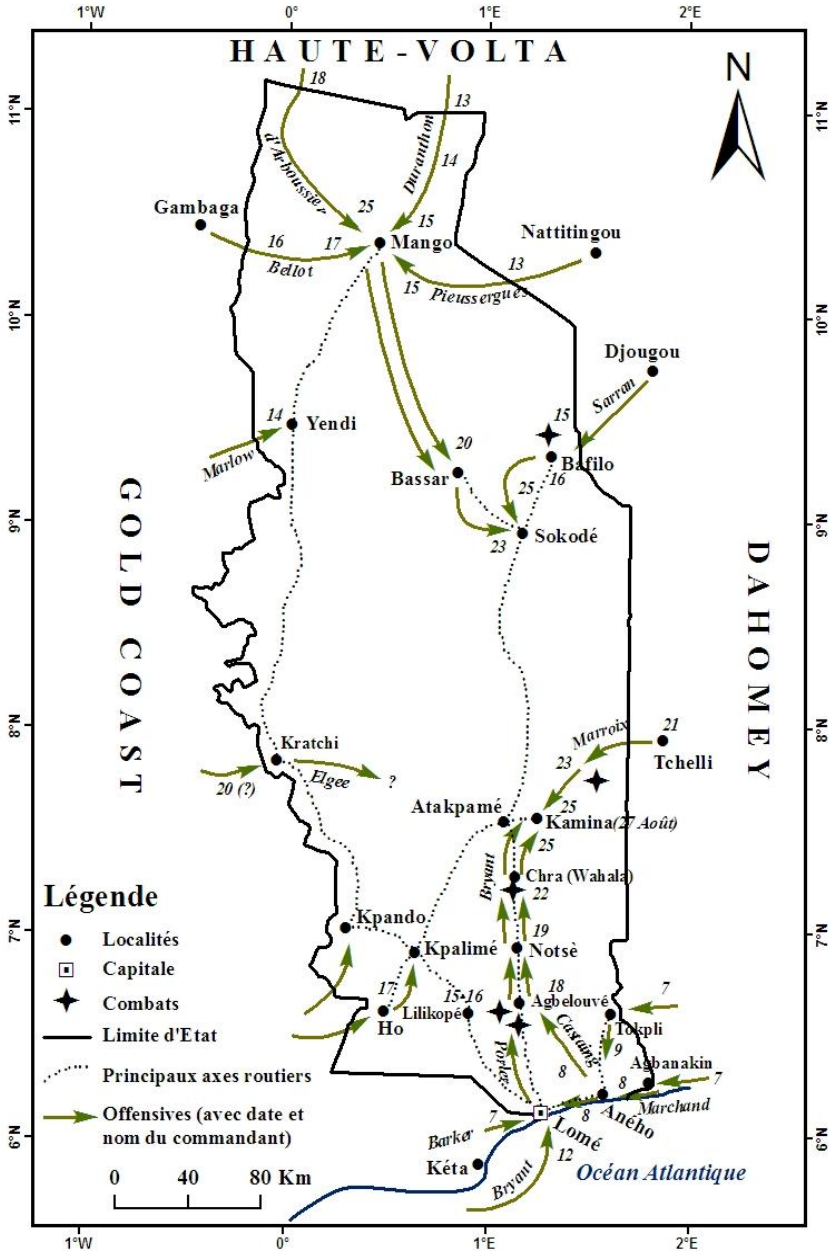 1°W 0° 1°E 2°E
HAUTE-VOLTA
N
11°N
11°N
18
13
d'Arboussier
Duranthon
14
25
15
Gambaga
16
17
Bellot
Mango
Nattitingou
13
15
Pieussergues
10°N
10°N
Djougou
Sarran
14
Yendi
Marlow
15
20
Bafilo
16
Bassar
25
9°N
9°N
23
Sokodé
GOLD COAST
DAHOMEY
8°N
8°N
Kratchi
Elgee
?
20 (?)
Marroix
21
Tchelli
23
25
Atakpamé
Kamina(27 Août)
25
Bryant
Chra (Wahala)
22
Légende
Kpando
19
7°N
7°N
Localités
Kpalimé
Notsè
Capitale
17
15-16
18
7
Combats
Ho
Lilikopé
Agbelouvé
Tokpli
Limite d'Etat
Castaing
9
Principaux axes routiers
Potier
8
Agbanakin
8
7
Offensives (avec date et
nom du commandant)
Marchand
8
7
Barker
Lomé
Aného
6°N
6°N
12
0 40 80 Km
Kéta
Bryant
Océan Atlantique
1°W 0° 1°E 2°E